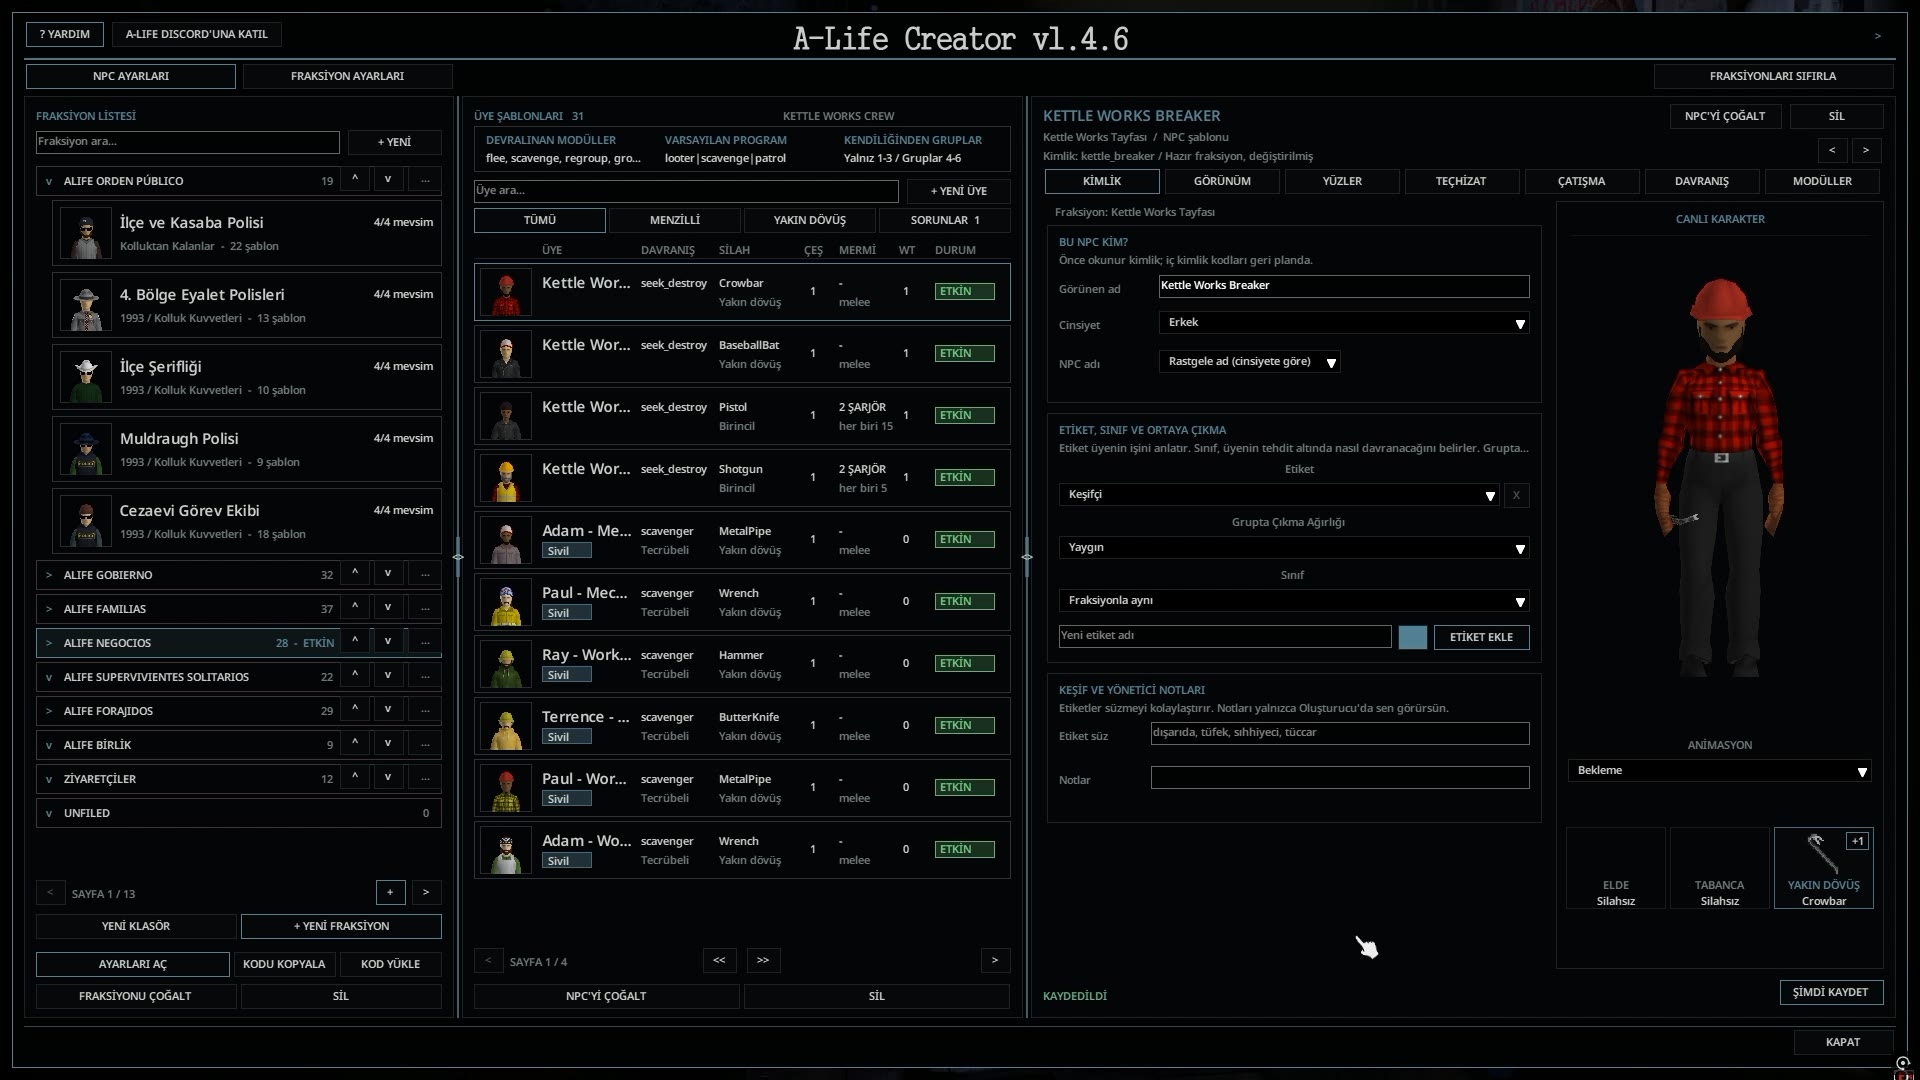 ? YARDIM
A-LIFE DISCORD'UNA KATIL
A-Life Creator v1.4.6
>
NPC AYARLARI
FRAKSİYON AYARLARI
FRAKSİYONLARI SIFIRLA
FRAKSİYON LİSTESİ
Fraksiyon ara...
+ YENİ
v ALIFE ORDEN PÚBLICO 19 ^ v ...
İlçe ve Kasaba Polisi 4/4 mevsim
Kolluktan Kalanlar - 22 şablon
4. Bölge Eyalet Polisleri 4/4 mevsim
1993 / Kolluk Kuvvetleri - 13 şablon
İlçe Şerifliği 4/4 mevsim
1993 / Kolluk Kuvvetleri - 10 şablon
Muldraugh Polisi 4/4 mevsim
1993 / Kolluk Kuvvetleri - 9 şablon
Cezaevi Görev Ekibi 4/4 mevsim
1993 / Kolluk Kuvvetleri - 18 şablon
> ALIFE GOBIERNO 32 ^ v ...
> ALIFE FAMILIAS 37 ^ v ...
> ALIFE NEGOCIOS 28 - ETKİN ^ v ...
v ALIFE SUPERVIVIENTES SOLITARIOS 22 ^ v ...
> ALIFE FORAJIDOS 29 ^ v ...
v ALIFE BİRLİK 9 ^ v ...
v ZİYARETÇİLER 12 ^ v ...
v UNFILED 0
< SAYFA 1 / 13 + >
YENİ KLASÖR
+ YENİ FRAKSİYON
AYARLARI AÇ
KODU KOPYALA
KOD YÜKLE
FRAKSİYONU ÇOĞALT
SİL
<>
ÜYE ŞABLONLARI 31
KETTLE WORKS CREW
DEVRALINAN MODÜLLER VARSAYILAN PROGRAM KENDİLİĞİNDEN GRUPLAR
flee, scavenge, regroup, gro... looter|scavenge|patrol Yalnız 1-3 / Gruplar 4-6
Üye ara...
+ YENİ ÜYE
TÜMÜ
MENZİLLİ
YAKIN DÖVÜŞ
SORUNLAR 1
ÜYE DAVRANIŞ SİLAH ÇEŞ MERMİ WT DURUM
Kettle Wor... seek_destroy Crowbar 1 - 1 ETKİN
Yakın dövüş melee
Kettle Wor... seek_destroy BaseballBat 1 - 1 ETKİN
Yakın dövüş melee
Kettle Wor... seek_destroy Pistol 1 2 ŞARJÖR 1 ETKİN
Birincil her biri 15
Kettle Wor... seek_destroy Shotgun 1 2 ŞARJÖR 1 ETKİN
Birincil her biri 5
Adam - Me... scavenger MetalPipe 1 - 0 ETKİN
Sivil Tecrübeli Yakın dövüş melee
Paul - Mec... scavenger Wrench 1 - 0 ETKİN
Sivil Tecrübeli Yakın dövüş melee
Ray - Work... scavenger Hammer 1 - 0 ETKİN
Sivil Tecrübeli Yakın dövüş melee
Terrence - ... scavenger ButterKnife 1 - 0 ETKİN
Sivil Tecrübeli Yakın dövüş melee
Paul - Wor... scavenger MetalPipe 1 - 0 ETKİN
Sivil Tecrübeli Yakın dövüş melee
Adam - Wo... scavenger Wrench 1 - 0 ETKİN
Sivil Tecrübeli Yakın dövüş melee
< SAYFA 1 / 4 << >> >
NPC'Yİ ÇOĞALT
SİL
<>
KETTLE WORKS BREAKER
NPC'Yİ ÇOĞALT
SİL
Kettle Works Tayfası / NPC şablonu
Kimlik: kettle_breaker / Hazır fraksiyon, değiştirilmiş
< >
KİMLİK
GÖRÜNÜM
YÜZLER
TEÇHİZAT
ÇATIŞMA
DAVRANIŞ
MODÜLLER
Fraksiyon: Kettle Works Tayfası
BU NPC KİM?
Önce okunur kimlik; iç kimlik kodları geri planda.
Görünen ad Kettle Works Breaker
Cinsiyet Erkek
NPC adı Rastgele ad (cinsiyete göre)
ETİKET, SINIF VE ORTAYA ÇIKMA
Etiket üyenin işini anlatır. Sınıf, üyenin tehdit altında nasıl davranacağını belirler. Grupta...
Etiket
Keşifçi X
Grupta Çıkma Ağırlığı
Yaygın
Sınıf
Fraksiyonla aynı
Yeni etiket adı
ETİKET EKLE
KEŞİF VE YÖNETİCİ NOTLARI
Etiketler süzmeyi kolaylaştırır. Notları yalnızca Oluşturucu'da sen görürsün.
Etiket süz dışarıda, tüfek, sıhhiyeci, tüccar
Notlar
CANLI KARAKTER
ANİMASYON
Bekleme
+1
ELDE TABANCA YAKIN DÖVÜŞ
Silahsız Silahsız Crowbar
KAYDEDİLDİ
ŞİMDİ KAYDET
KAPAT